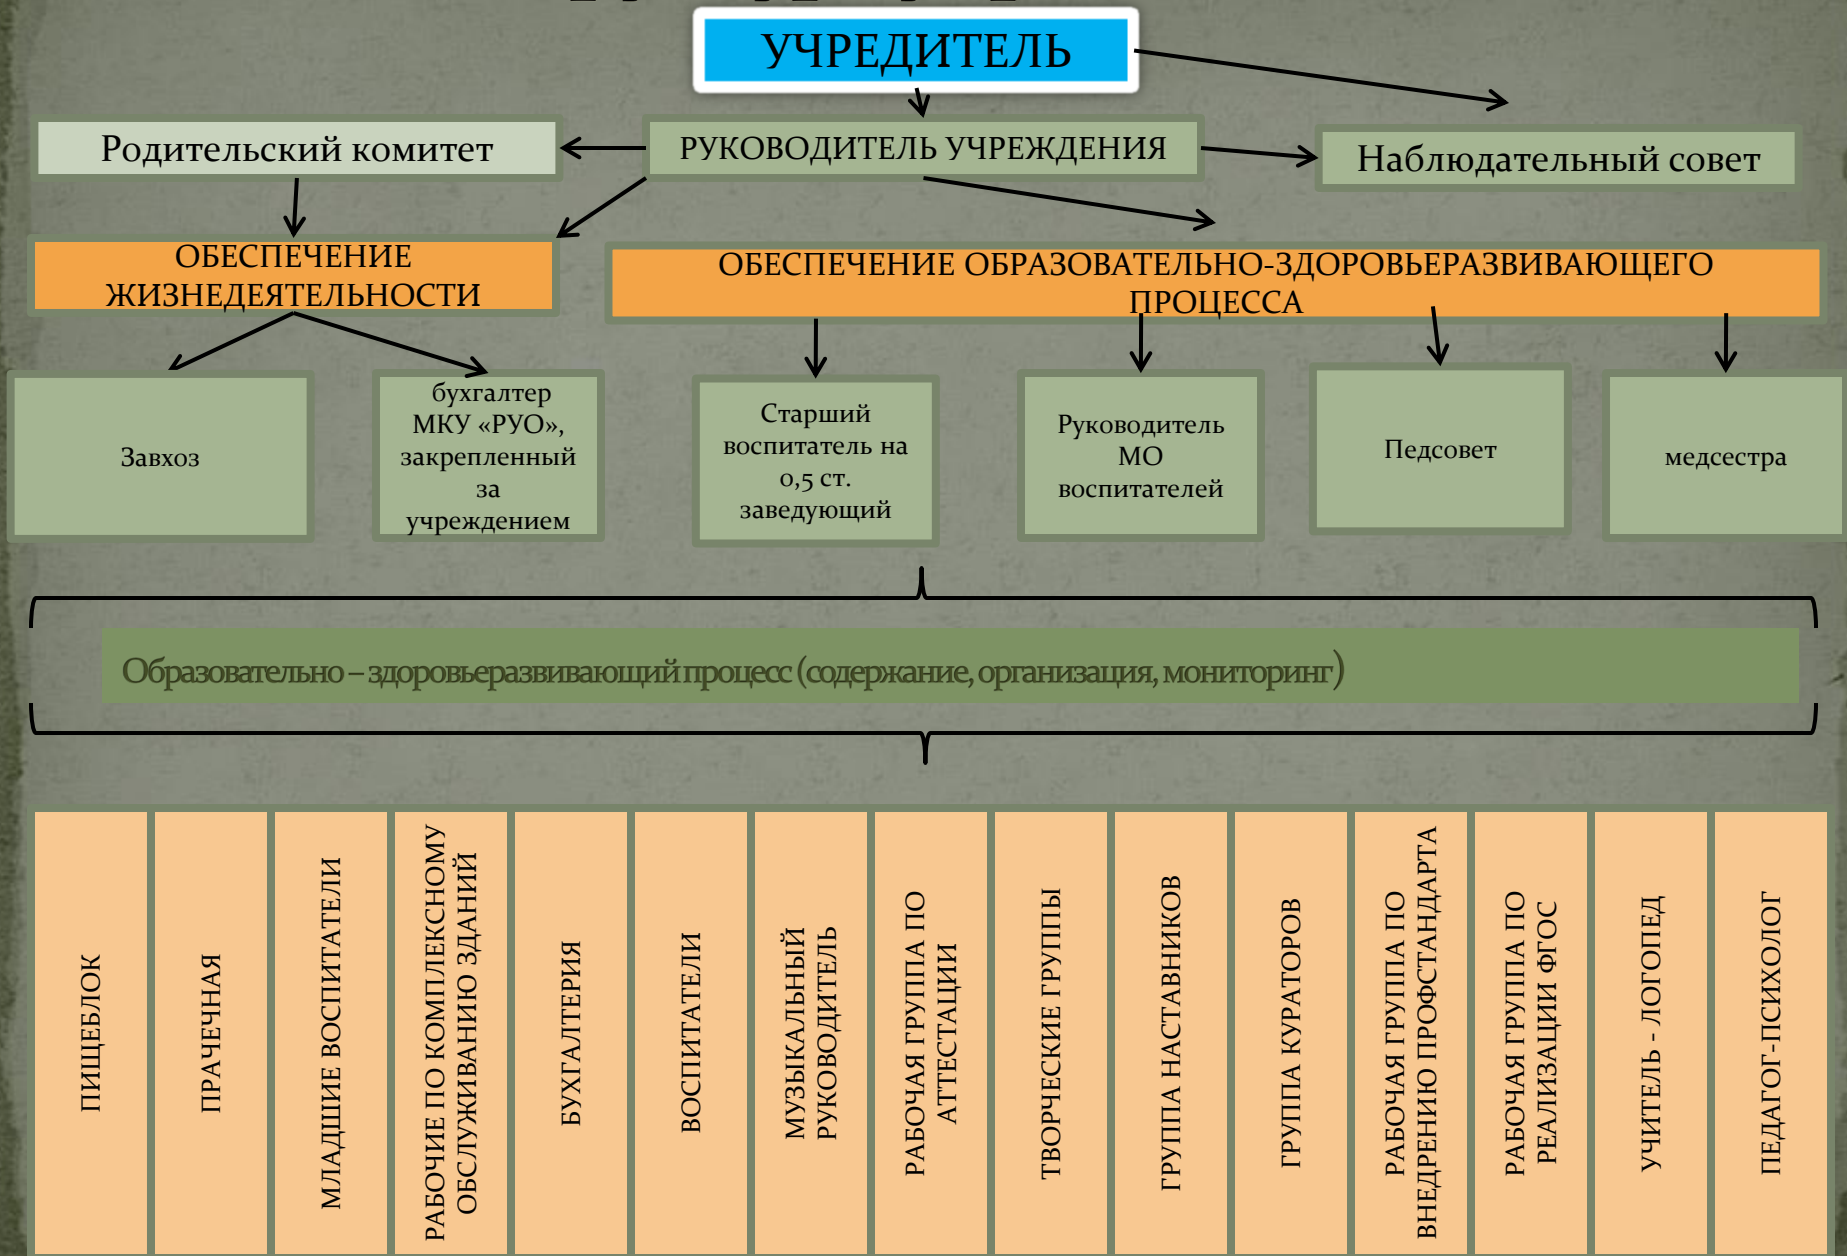 УЧРЕДИТЕЛЬ
Родительский комитет
РУКОВОДИТЕЛЬ УЧРЕЖДЕНИЯ
Наблюдательный совет
ОБЕСПЕЧЕНИЕ
ЖИЗНЕДЕЯТЕЛЬНОСТИ
ОБЕСПЕЧЕНИЕ ОБРАЗОВАТЕЛЬНО-ЗДОРОВЬЕРАЗВИВАЮЩЕГО
ПРОЦЕССА
Завхоз
бухгалтер
МКУ «РУО»,
закрепленный
за
учреждением
Старший
воспитатель на
0,5 ст.
заведующий
Руководитель
МО
воспитателей
Педсовет
медсестра
Образовательно – здоровьеразвивающий процесс (содержание, организация, мониторинг)
ПИЩЕБЛОК
ПРАЧЕЧНАЯ
МЛАДШИЕ ВОСПИТАТЕЛИ
РАБОЧИЕ ПО КОМПЛЕКСНОМУ
ОБСЛУЖИВАНИЮ ЗДАНИЙ
БУХГАЛТЕРИЯ
ВОСПИТАТЕЛИ
МУЗЫКАЛЬНЫЙ
РУКОВОДИТЕЛЬ
РАБОЧАЯ ГРУППА ПО
АТТЕСТАЦИИ
ТВОРЧЕСКИЕ ГРУППЫ
ГРУППА НАСТАВНИКОВ
ГРУППА КУРАТОРОВ
РАБОЧАЯ ГРУППА ПО
ВНЕДРЕНИЮ ПРОФСТАНДАРТА
РАБОЧАЯ ГРУППА ПО
РЕАЛИЗАЦИИ ФГОС
УЧИТЕЛЬ - ЛОГОПЕД
ПЕДАГОГ-ПСИХОЛОГ